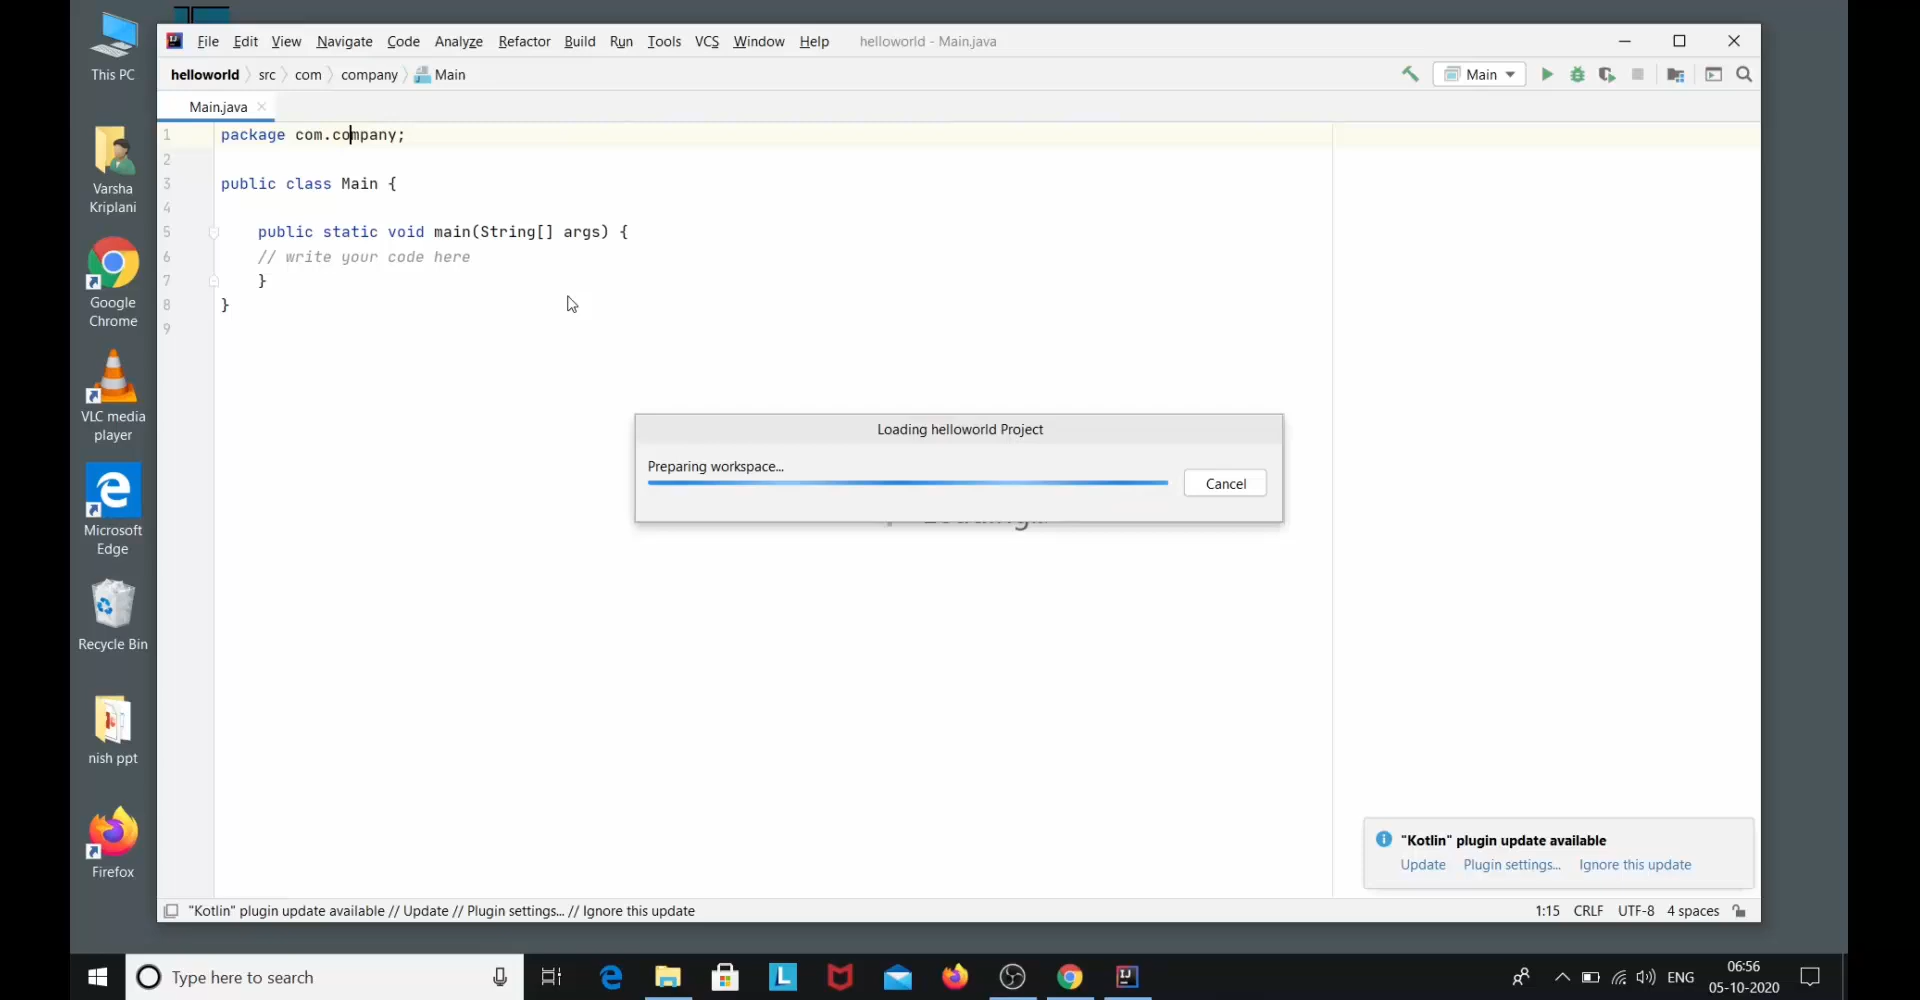 This PC
Varsha
Kriplani
Google
Chrome
VLC media
player
Microsoft
Edge
Recycle Bin
nish ppt
Firefox
File Edit View Navigate Code Analyze Refactor Build Run Tools VCS Window Help helloworld - Main.java
helloworld src com company Main
Main
Main.java
1 package com.company;
2
3 public class Main {
4
5 public static void main(String[] args) {
6 // write your code here
7 }
8 }
9
Loading helloworld Project
Preparing workspace...
Cancel
"Kotlin" plugin update available
Update Plugin settings... Ignore this update
"Kotlin" plugin update available // Update // Plugin settings... // Ignore this update
1:15 CRLF UTF-8 4 spaces
Type here to search
ENG
06:56
05-10-2020